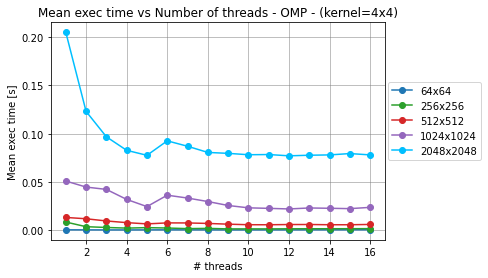 Mean exec time vs Number of threads - OMP - (kernel=4x4)
Mean exec time [s]
0.20
0.15
0.10
0.05
0.00
2 4 6 8 10 12 14 16
# threads
64x64
256x256
512x512
1024x1024
2048x2048